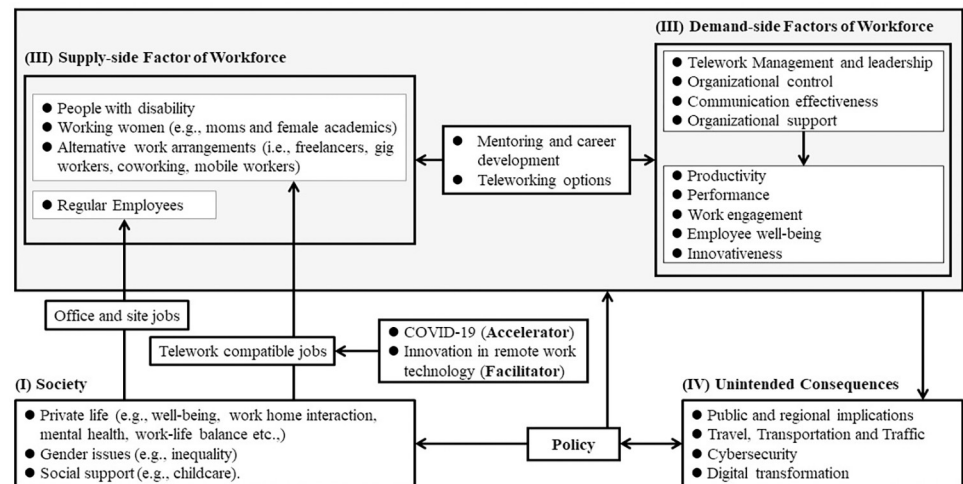 (III) Supply-side Factor of Workforce
● People with disability
● Working women (e.g., moms and female academics)
● Alternative work arrangements (i.e., freelancers, gig
workers, coworking, mobile workers)
● Regular Employees
● Mentoring and career
development
● Teleworking options
(III) Demand-side Factors of Workforce
● Telework Management and leadership
● Organizational control
● Communication effectiveness
● Organizational support
● Productivity
● Performance
● Work engagement
● Employee well-being
● Innovativeness
Office and site jobs
Telework compatible jobs
● COVID-19 (Accelerator)
● Innovation in remote work
technology (Facilitator)
(I) Society
● Private life (e.g., well-being, work home interaction,
mental health, work-life balance etc.,)
● Gender issues (e.g., inequality)
● Social support (e.g., childcare).
Policy
(IV) Unintended Consequences
● Public and regional implications
● Travel, Transportation and Traffic
● Cybersecurity
● Digital transformation